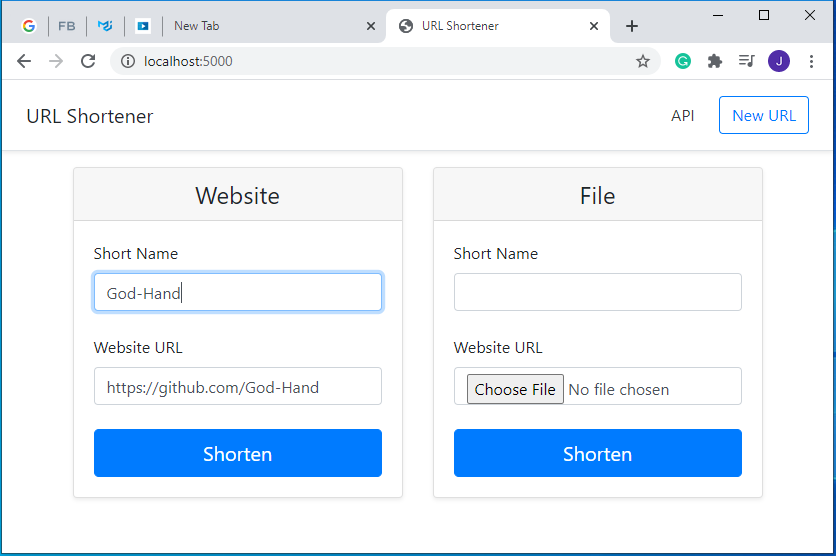 FB
New Tab
URL Shortener
localhost:5000
J
URL Shortener
API
New URL
Website
Short Name
God-Hand
Website URL
https://github.com/God-Hand
Shorten
File
Short Name
Website URL
Choose File No file chosen
Shorten